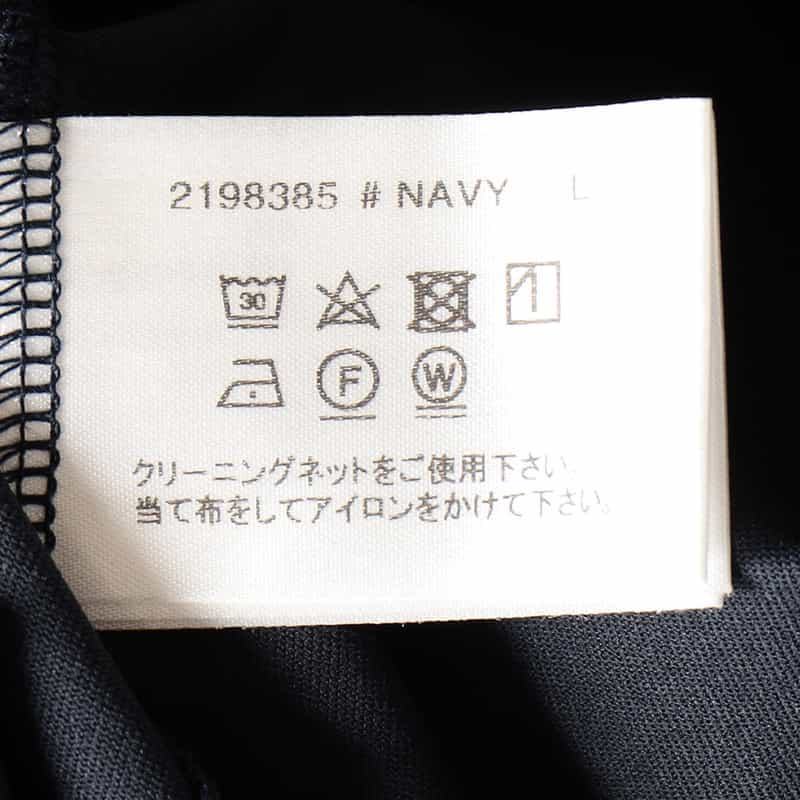 2198385 # NAVY L
30
F W
クリーニングネットをご使用下さい。
当て布をしてアイロンをかけて下さい。